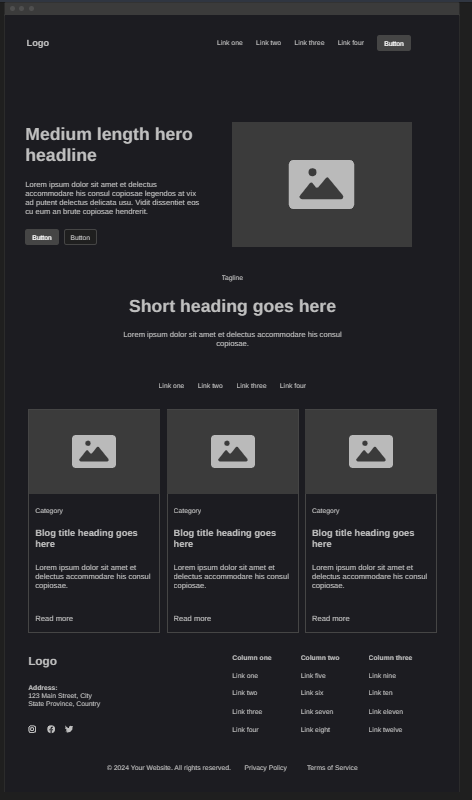 Logo
Link one Link two Link three Link four Button
Medium length hero
headline
Lorem ipsum dolor sit amet et delectus
accommodare his consul copiosae legendos at vix
ad putent delectus delicata usu. Vidit dissentiet eos
cu eum an brute copiosae hendrerit.
Button Button
Tagline
Short heading goes here
Lorem ipsum dolor sit amet et delectus accommodare his consul
copiosae.
Link one Link two Link three Link four
Category
Blog title heading goes
here
Lorem ipsum dolor sit amet et
delectus accommodare his consul
copiosae.
Read more
Category
Blog title heading goes
here
Lorem ipsum dolor sit amet et
delectus accommodare his consul
copiosae.
Read more
Category
Blog title heading goes
here
Lorem ipsum dolor sit amet et
delectus accommodare his consul
copiosae.
Read more
Logo
Address:
123 Main Street, City
State Province, Country
Column one
Link one
Link two
Link three
Link four
Column two
Link five
Link six
Link seven
Link eight
Column three
Link nine
Link ten
Link eleven
Link twelve
© 2024 Your Website. All rights reserved. Privacy Policy Terms of Service